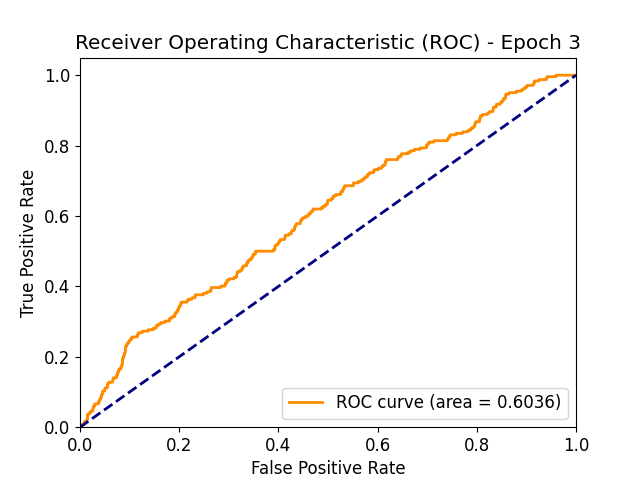 Receiver Operating Characteristic (ROC) - Epoch 3
True Positive Rate
1.0
0.8
0.6
0.4
0.2
0.0
ROC curve (area = 0.6036)
0.0 0.2 0.4 0.6 0.8 1.0
False Positive Rate